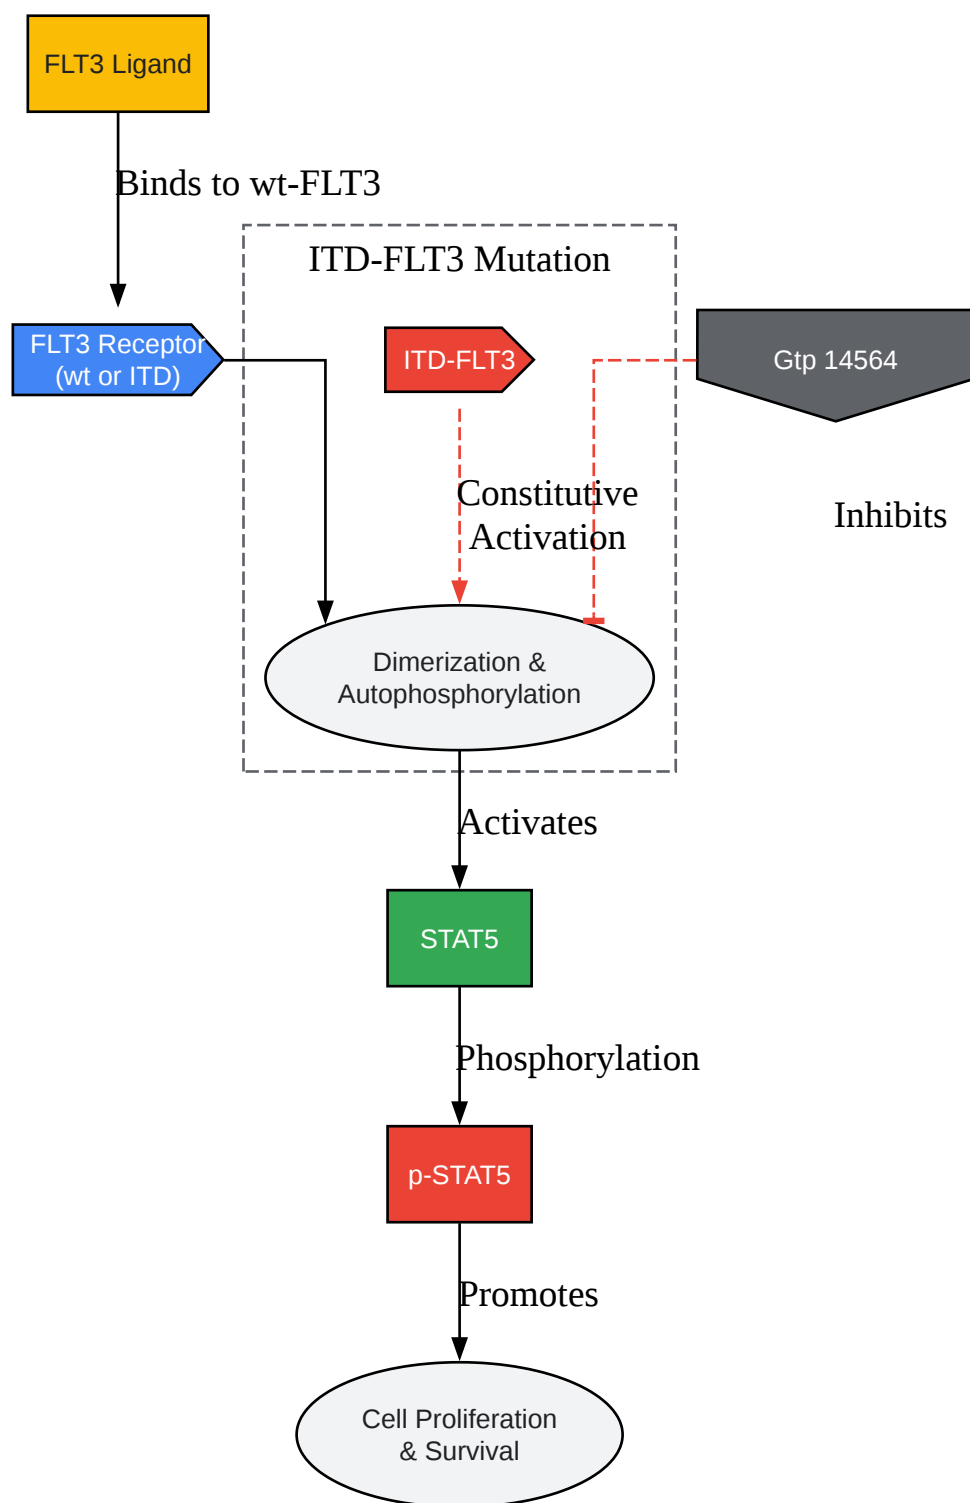 FLT3 Ligand
Binds to wt-FLT3
ITD-FLT3 Mutation
FLT3 Receptor
(wt or ITD)
ITD-FLT3
Gtp 14564
Constitutive
Activation
Inhibits
Dimerization &
Autophosphorylation
Activates
STAT5
Phosphorylation
p-STAT5
Promotes
Cell Proliferation
& Survival